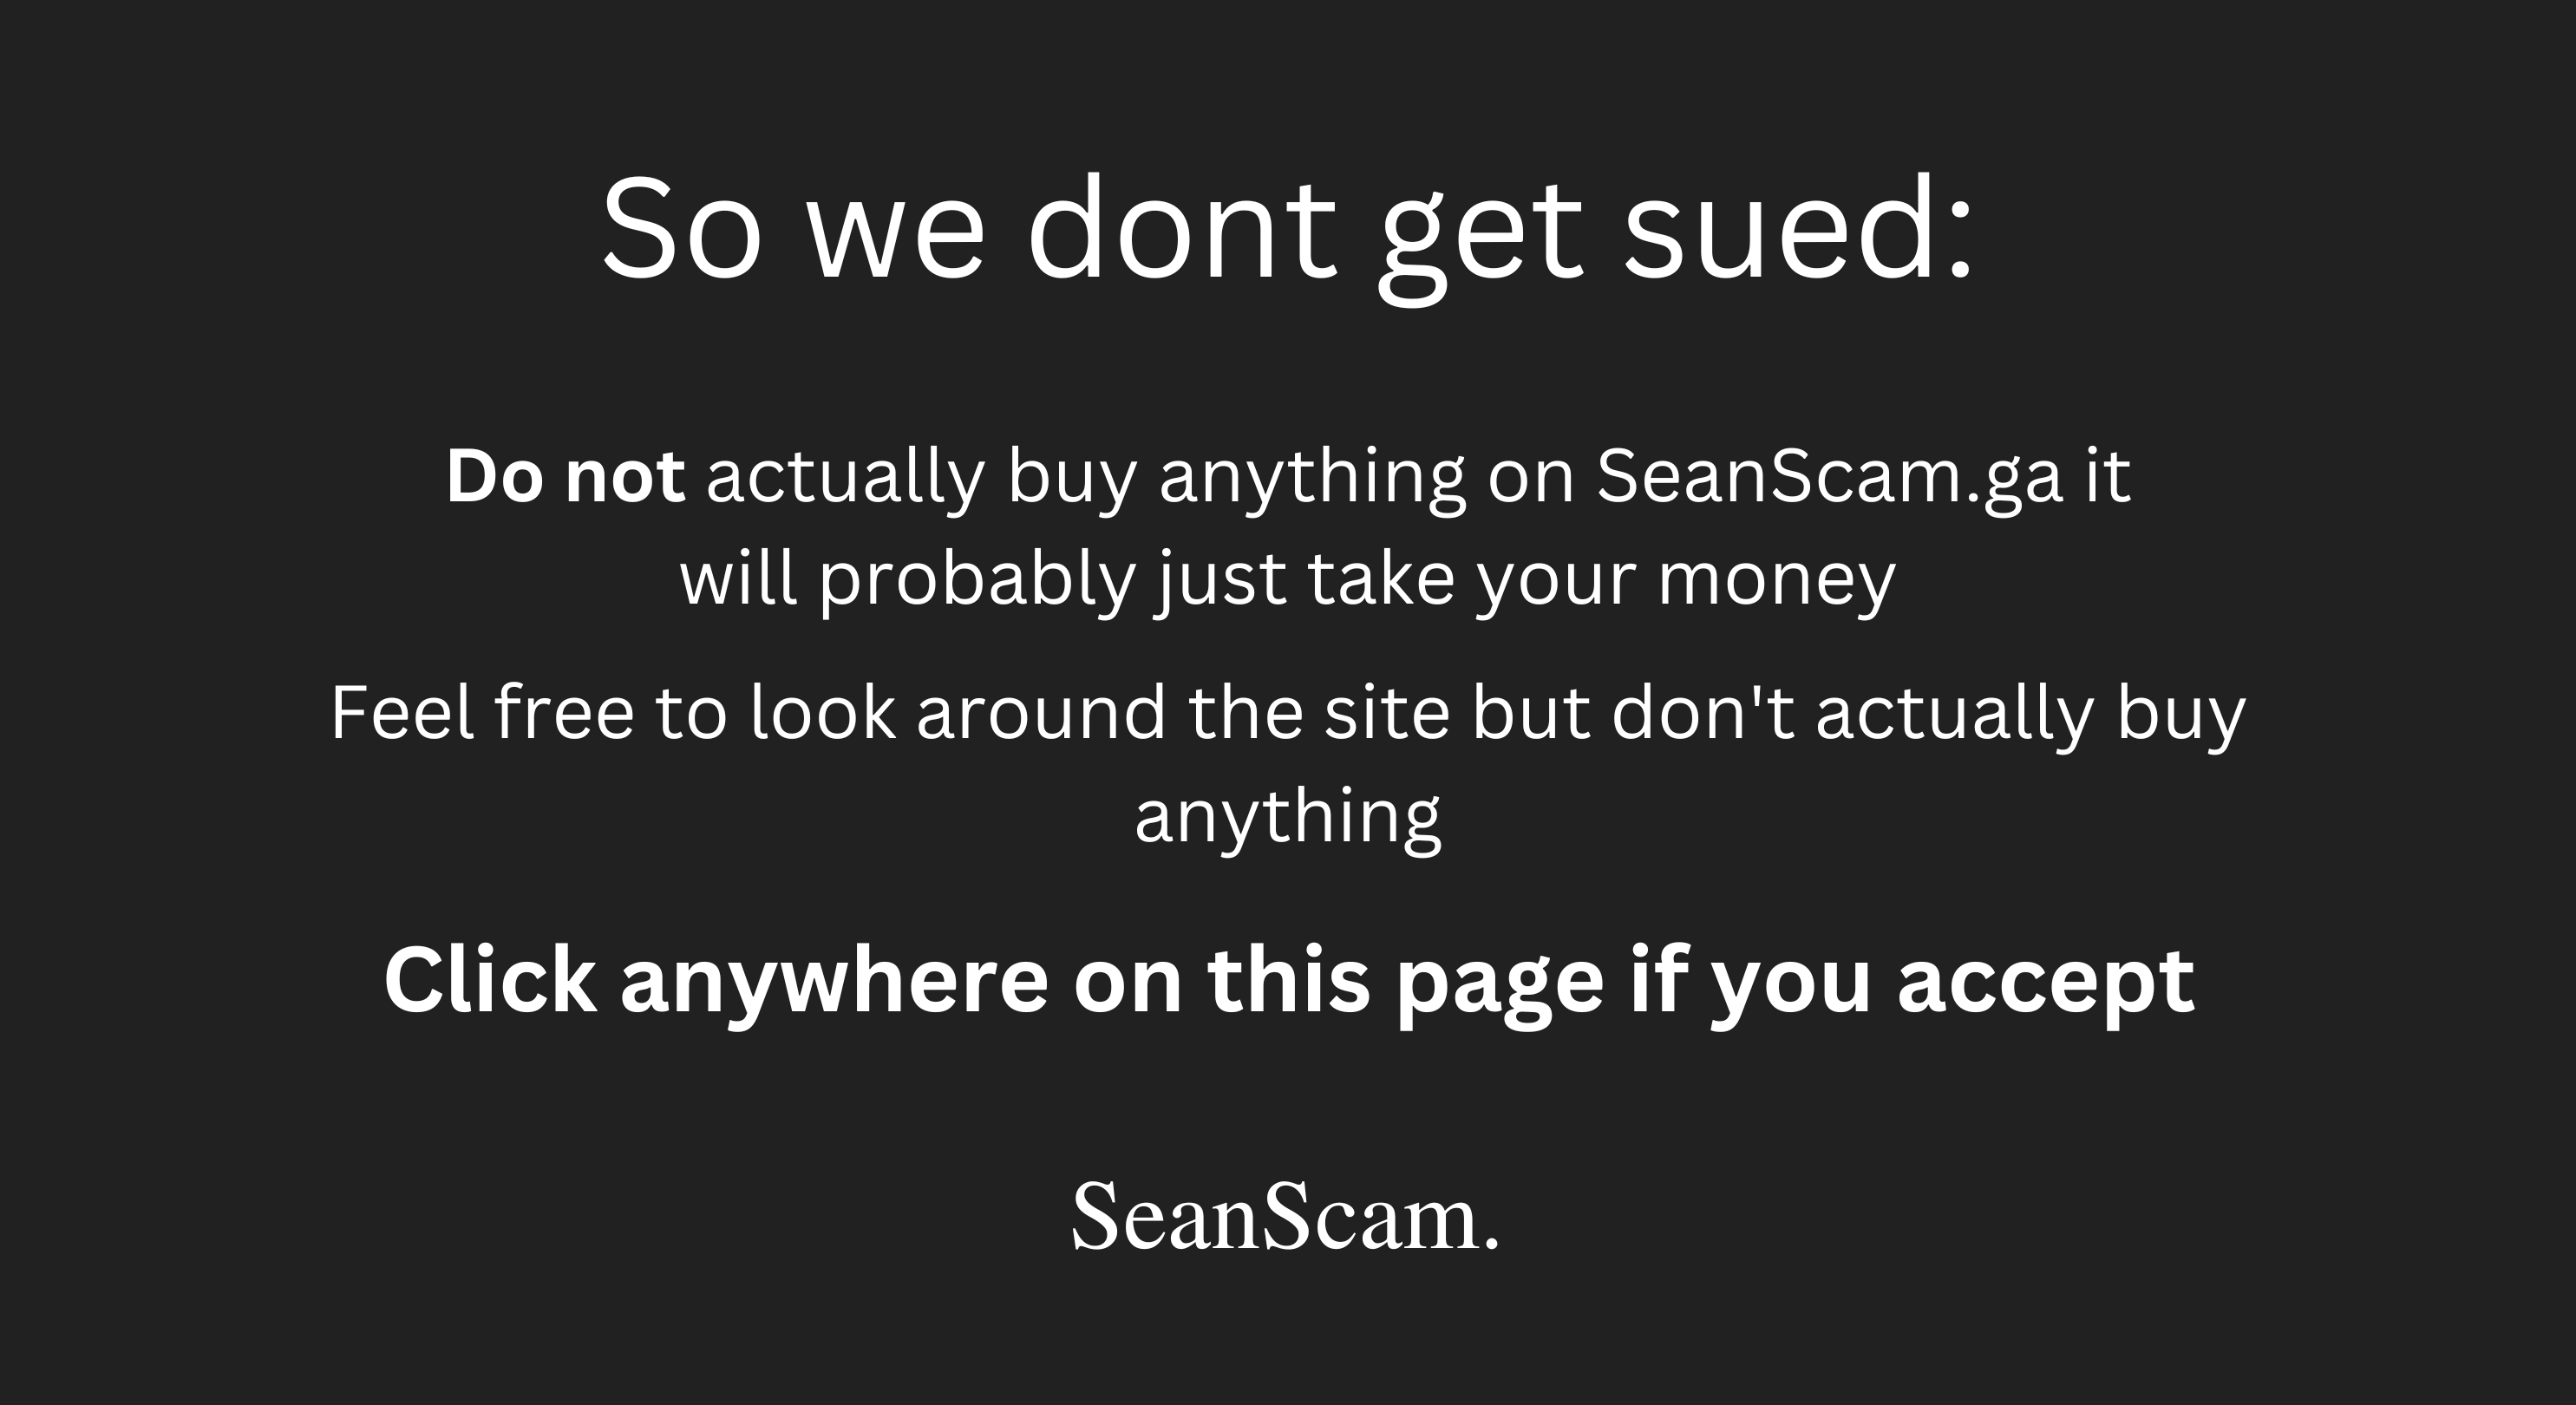 So we dont get sued:
Do not actually buy anything on SeanScam.ga it
will probably just take your money
Feel free to look around the site but don't actually buy
anything
Click anywhere on this page if you accept
SeanScam.